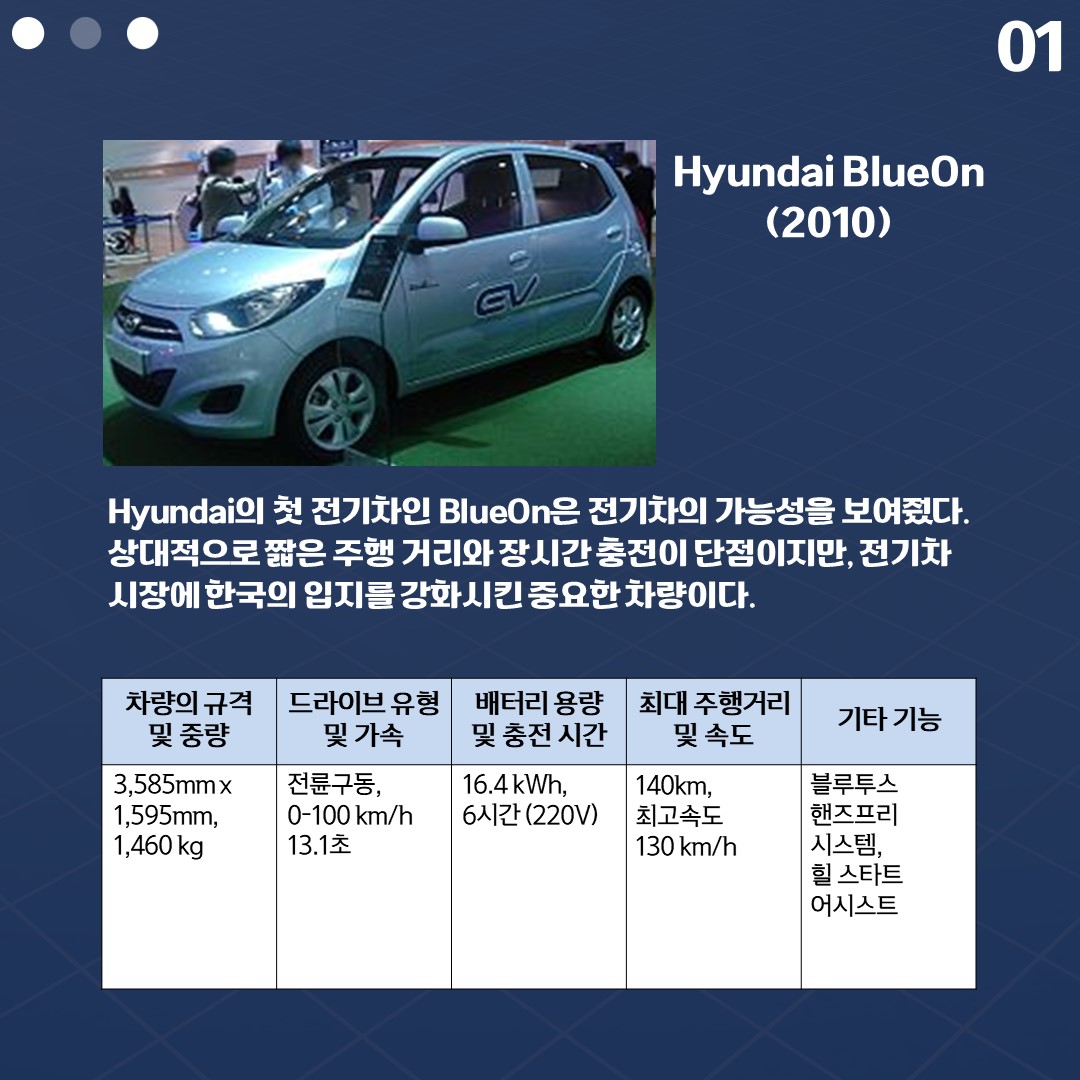 01
Hyundai BlueOn
(2010)
EV
Hyundai의 첫 전기차인 BlueOn은 전기차의 가능성을 보여줬다.
상대적으로 짧은 주행 거리와 장시간 충전이 단점이지만, 전기차
시장에 한국의 입지를 강화시킨 중요한 차량이다.
차량의 규격
및 중량
드라이브 유형
및 가속
배터리 용량
및 충전 시간
최대 주행거리
및 속도
기타 기능
3,585mm x
1,595mm,
1,460 kg
전륜구동,
0-100 km/h
13.1초
16.4 kWh,
6시간 (220V)
140km,
최고속도
130 km/h
블루투스
핸즈프리
시스템,
힐 스타트
어시스트